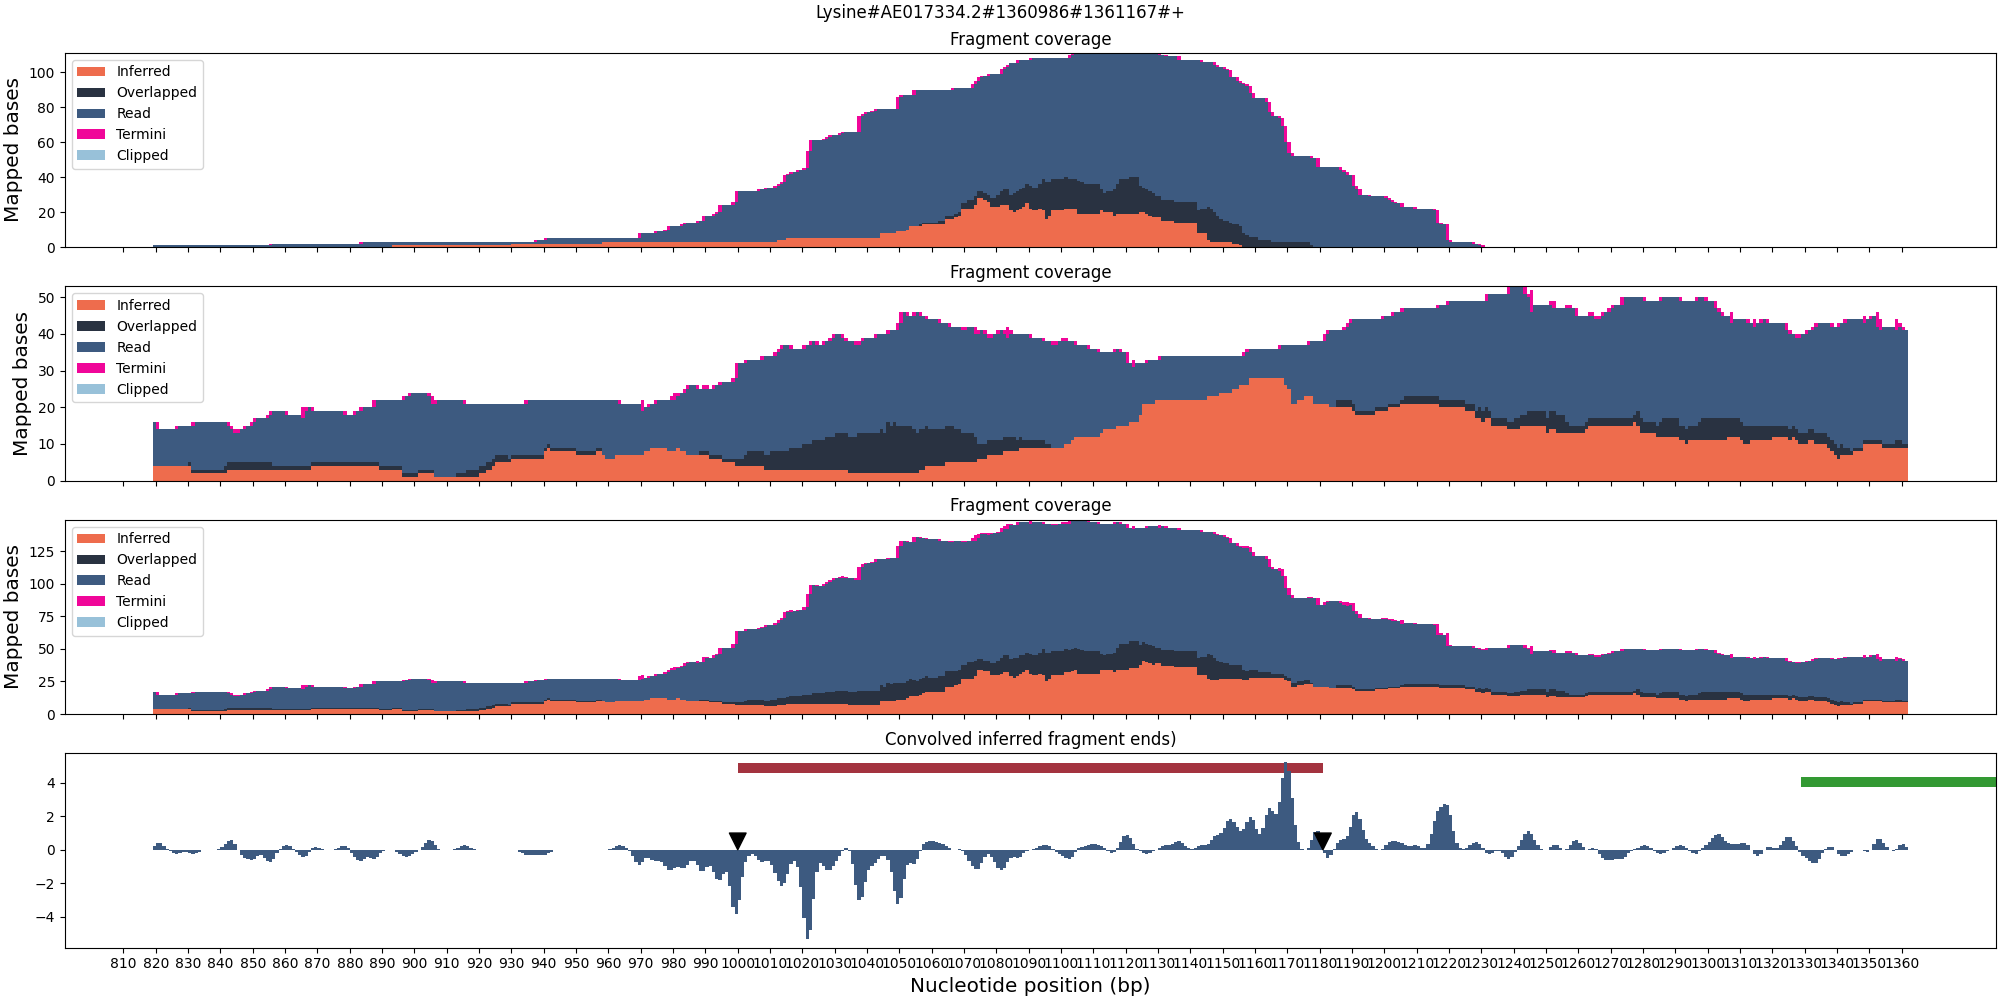 Lysine#AE017334.2#1360986#1361167#+
Fragment coverage
Mapped bases
100
80
60
40
20
0
Inferred
Overlapped
Read
Termini
Clipped
Fragment coverage
Mapped bases
50
40
30
20
10
0
Inferred
Overlapped
Read
Termini
Clipped
Fragment coverage
Mapped bases
125
100
75
50
25
0
Inferred
Overlapped
Read
Termini
Clipped
Convolved inferred fragment ends)
4
2
0
−2
−4
810 820 830 840 850 860 870 880 890 900 910 920 930 940 950 960 970 980 990 1000 1010 1020 1030 1040 1050 1060 1070 1080 1090 1100 1110 1120 1130 1140 1150 1160 1170 1180 1190 1200 1210 1220 1230 1240 1250 1260 1270 1280 1290 1300 1310 1320 1330 1340 1350 1360
Nucleotide position (bp)